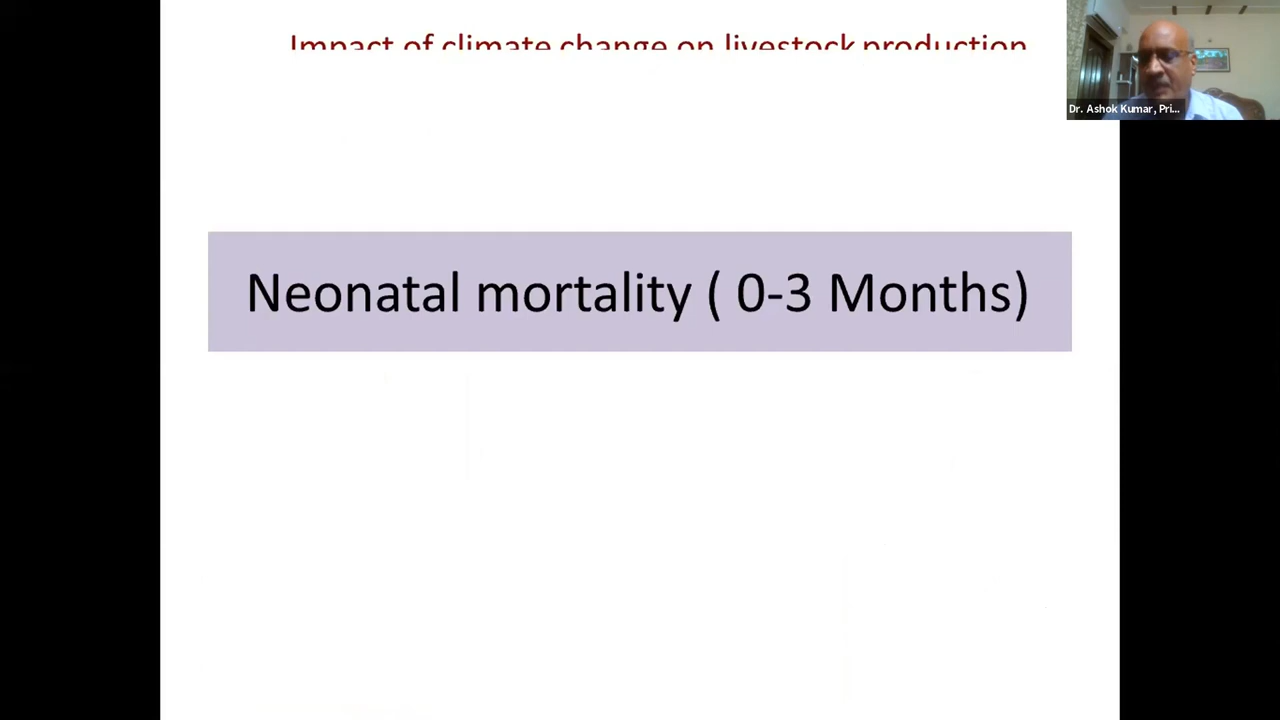 Impact of climate change on livestock production
Dr. Ashok Kumar, Pri...
Neonatal mortality ( 0-3 Months)